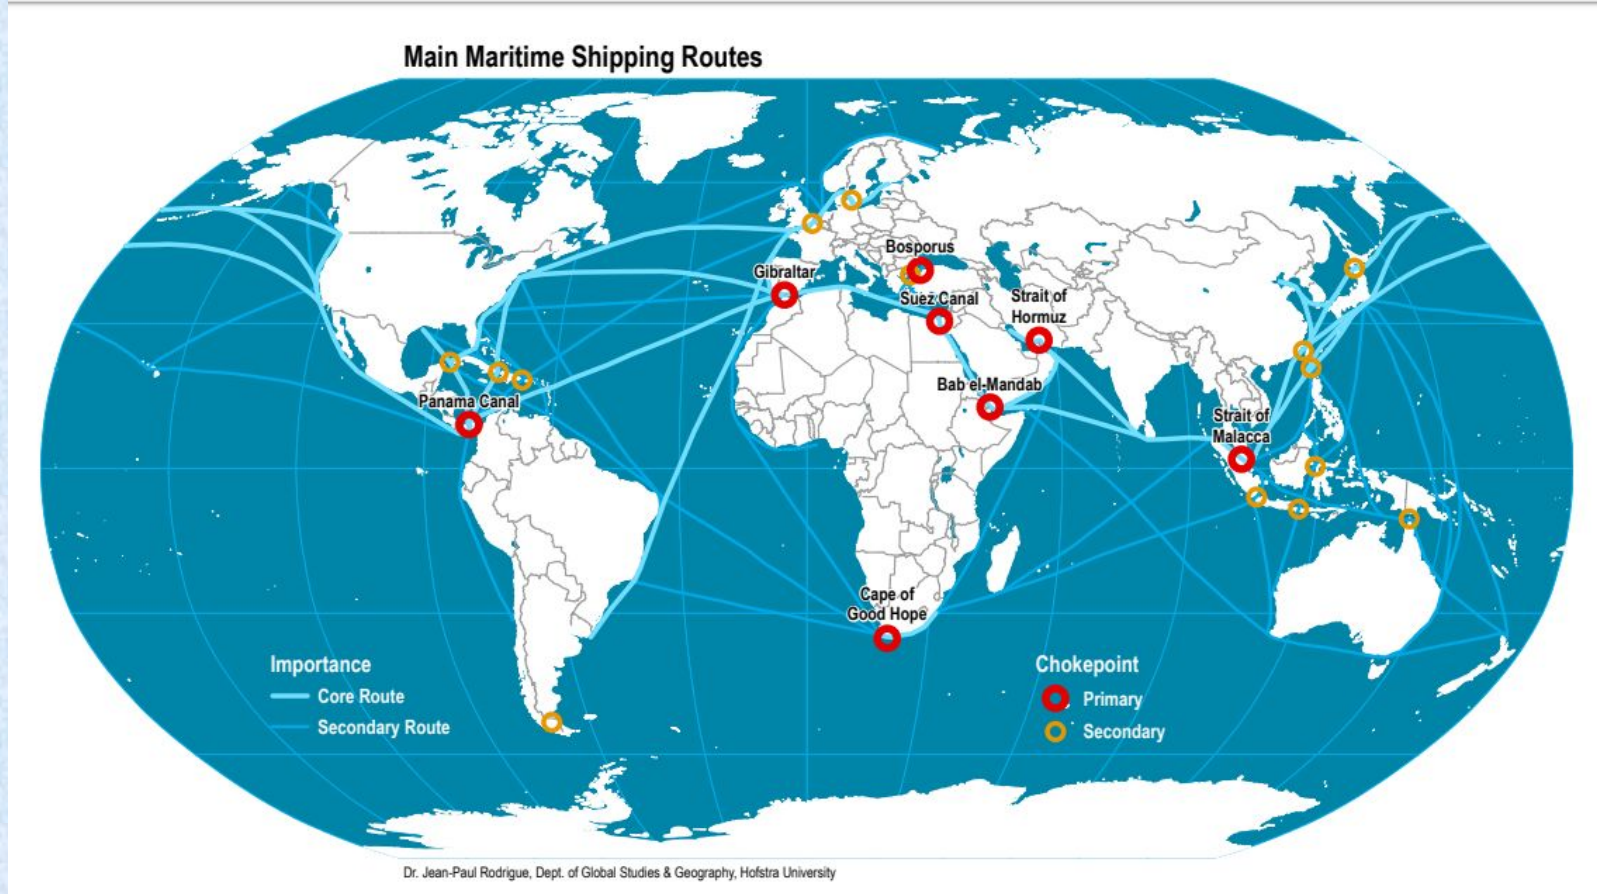 Main Maritime Shipping Routes
Bosporus
Gibraltar
Suez Canal
Strait of
Hormuz
Bab el-Mandab
Panama Canal
Strait of
Malacca
Cape of
Good Hope
Importance
Core Route
Secondary Route
Chokepoint
Primary
Secondary
Dr. Jean-Paul Rodrigue, Dept. of Global Studies & Geography, Hofstra University